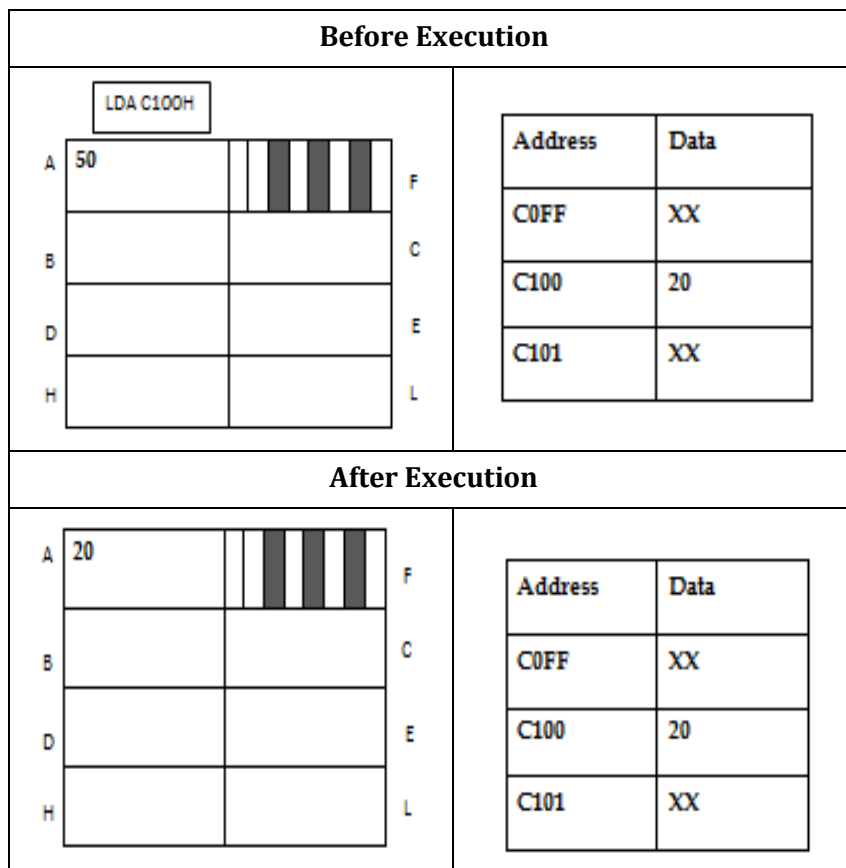 Before Execution
LDA C100H
A 50 F
B C
D E
H L
Address Data
C0FF XX
C100 20
C101 XX
After Execution
A 20 F
B C
D E
H L
Address Data
C0FF XX
C100 20
C101 XX